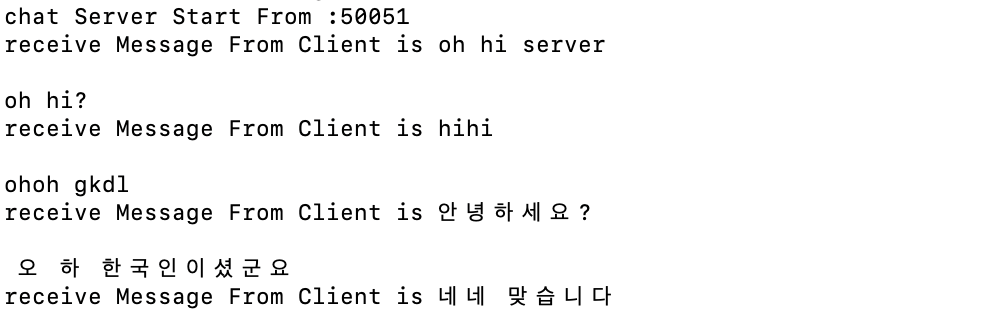 chat Server Start From :50051
receive Message From Client is oh hi server
oh hi?
receive Message From Client is hihi
ohoh gkdl
receive Message From Client is 안녕하세요?
오 하 한국인이셨군요
receive Message From Client is 네네 맞습니다